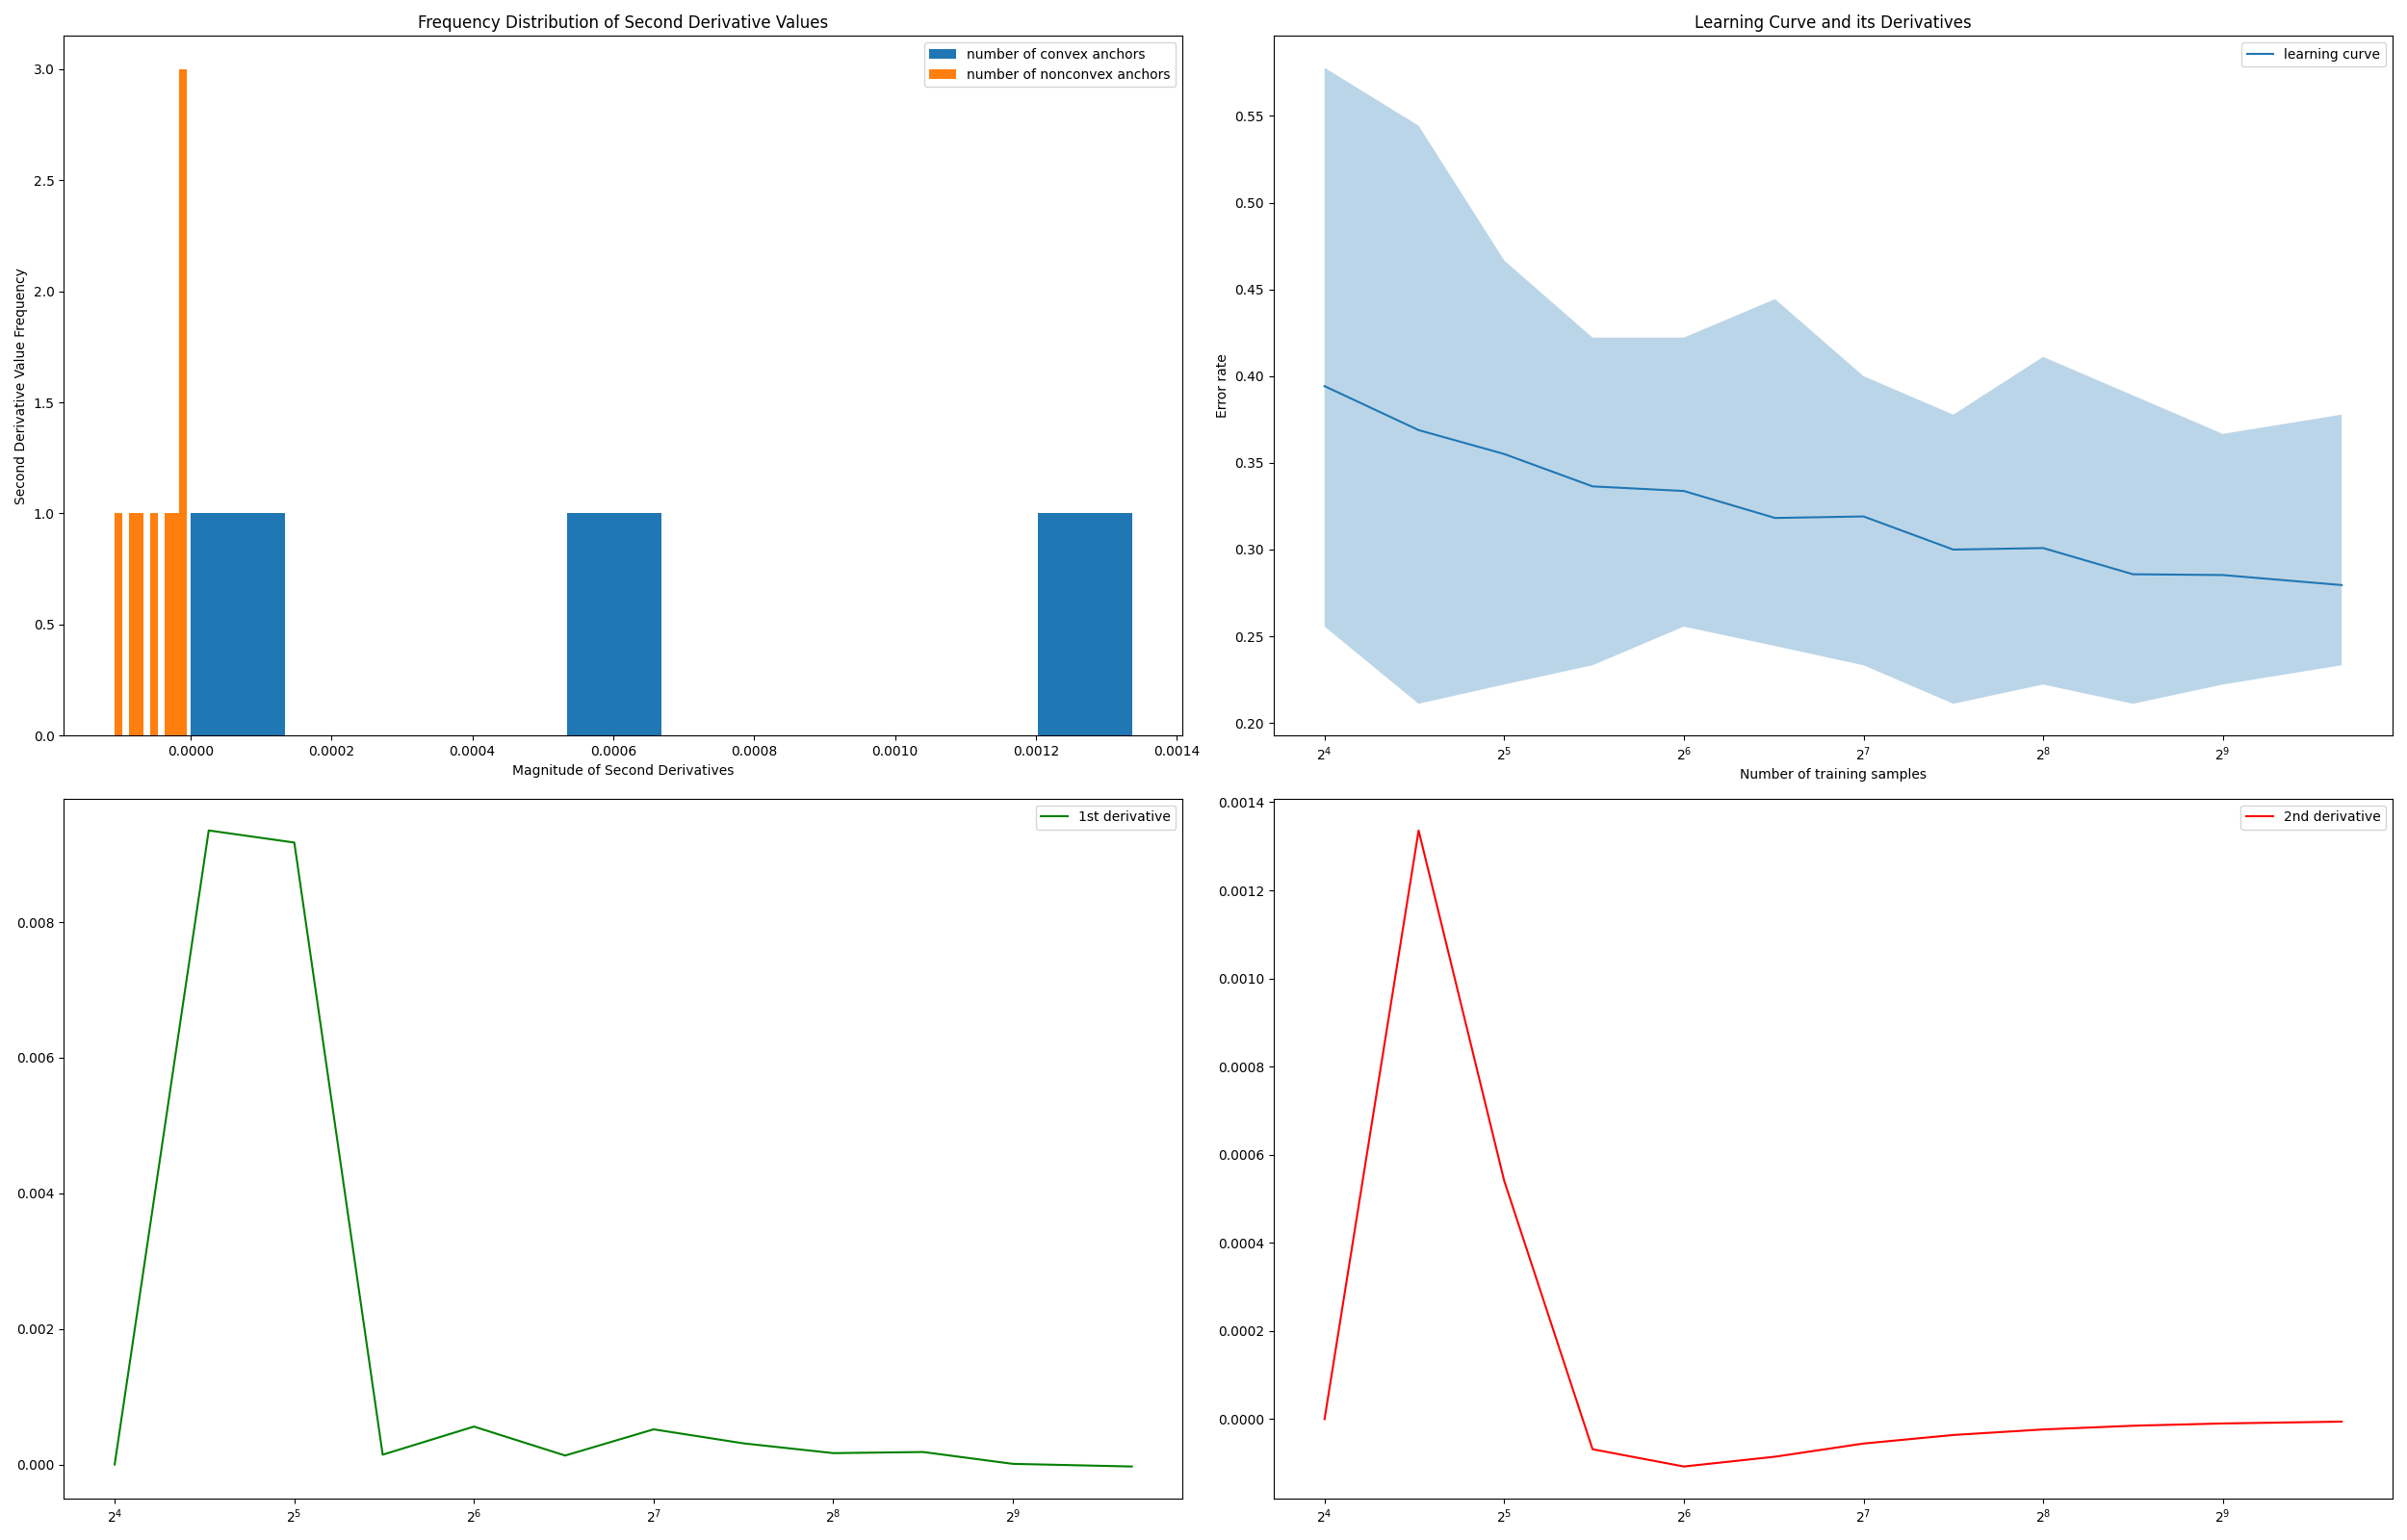 Frequency Distribution of Second Derivative Values
number of convex anchors
number of nonconvex anchors
3.0
2.5
2.0
1.5
1.0
0.5
0.0
Second Derivative Value Frequency
0.0000 0.0002 0.0004 0.0006 0.0008 0.0010 0.0012 0.0014
Magnitude of Second Derivatives
Learning Curve and its Derivatives
learning curve
0.55
0.50
0.45
0.40
0.35
0.30
0.25
0.20
Error rate
2⁴ 2⁵ 2⁶ 2⁷ 2⁸ 2⁹
Number of training samples
1st derivative
0.008
0.006
0.004
0.002
0.000
2⁴ 2⁵ 2⁶ 2⁷ 2⁸ 2⁹
2nd derivative
0.0014
0.0012
0.0010
0.0008
0.0006
0.0004
0.0002
0.0000
2⁴ 2⁵ 2⁶ 2⁷ 2⁸ 2⁹